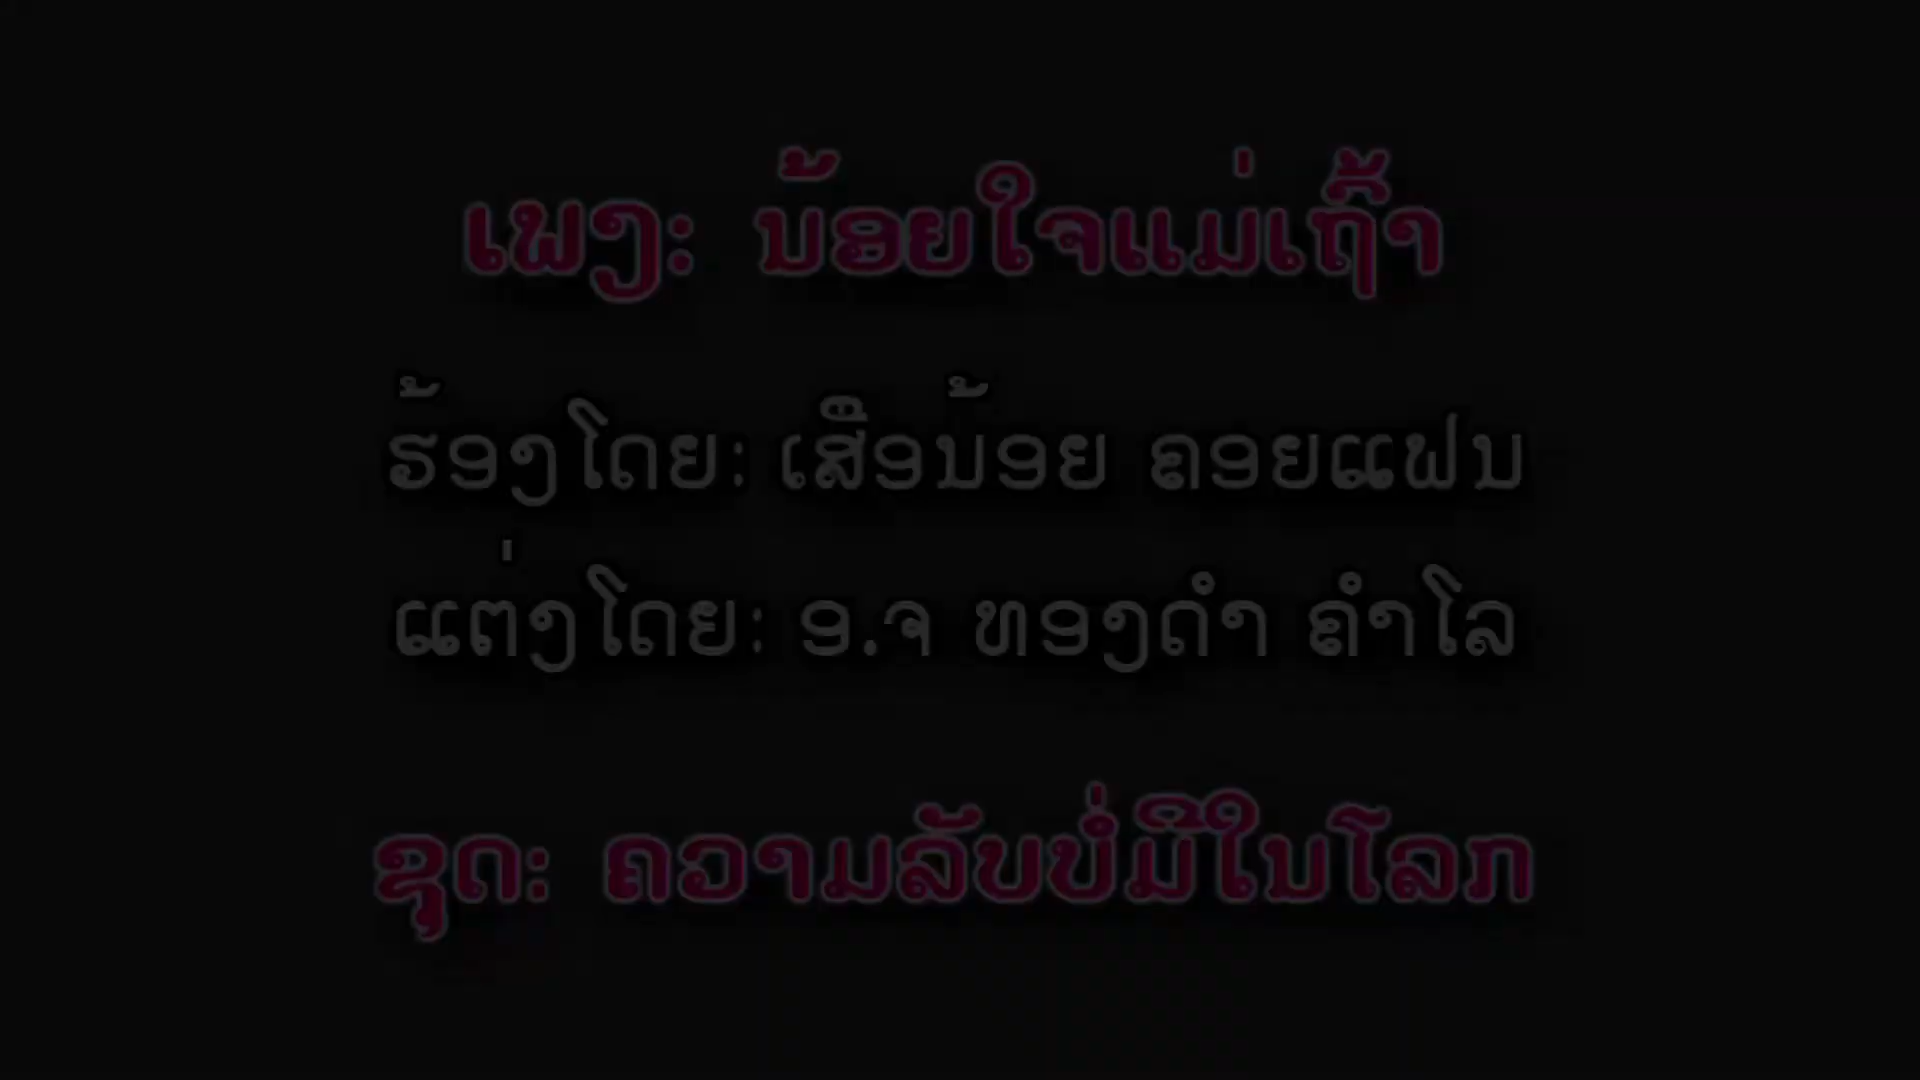 ເພງ: ນ້ອຍໃຈແມ່ເຖົ້າ
ຮ້ອງໂດຍ: ເສືອນ້ອຍ ຄອຍແຟນ
ແຕ່ງໂດຍ: ອ.ຈ ທອງດຳ ຄຳໂລ
ຊຸດ: ຄວາມລັບບໍ່ມີໃນໂລກ